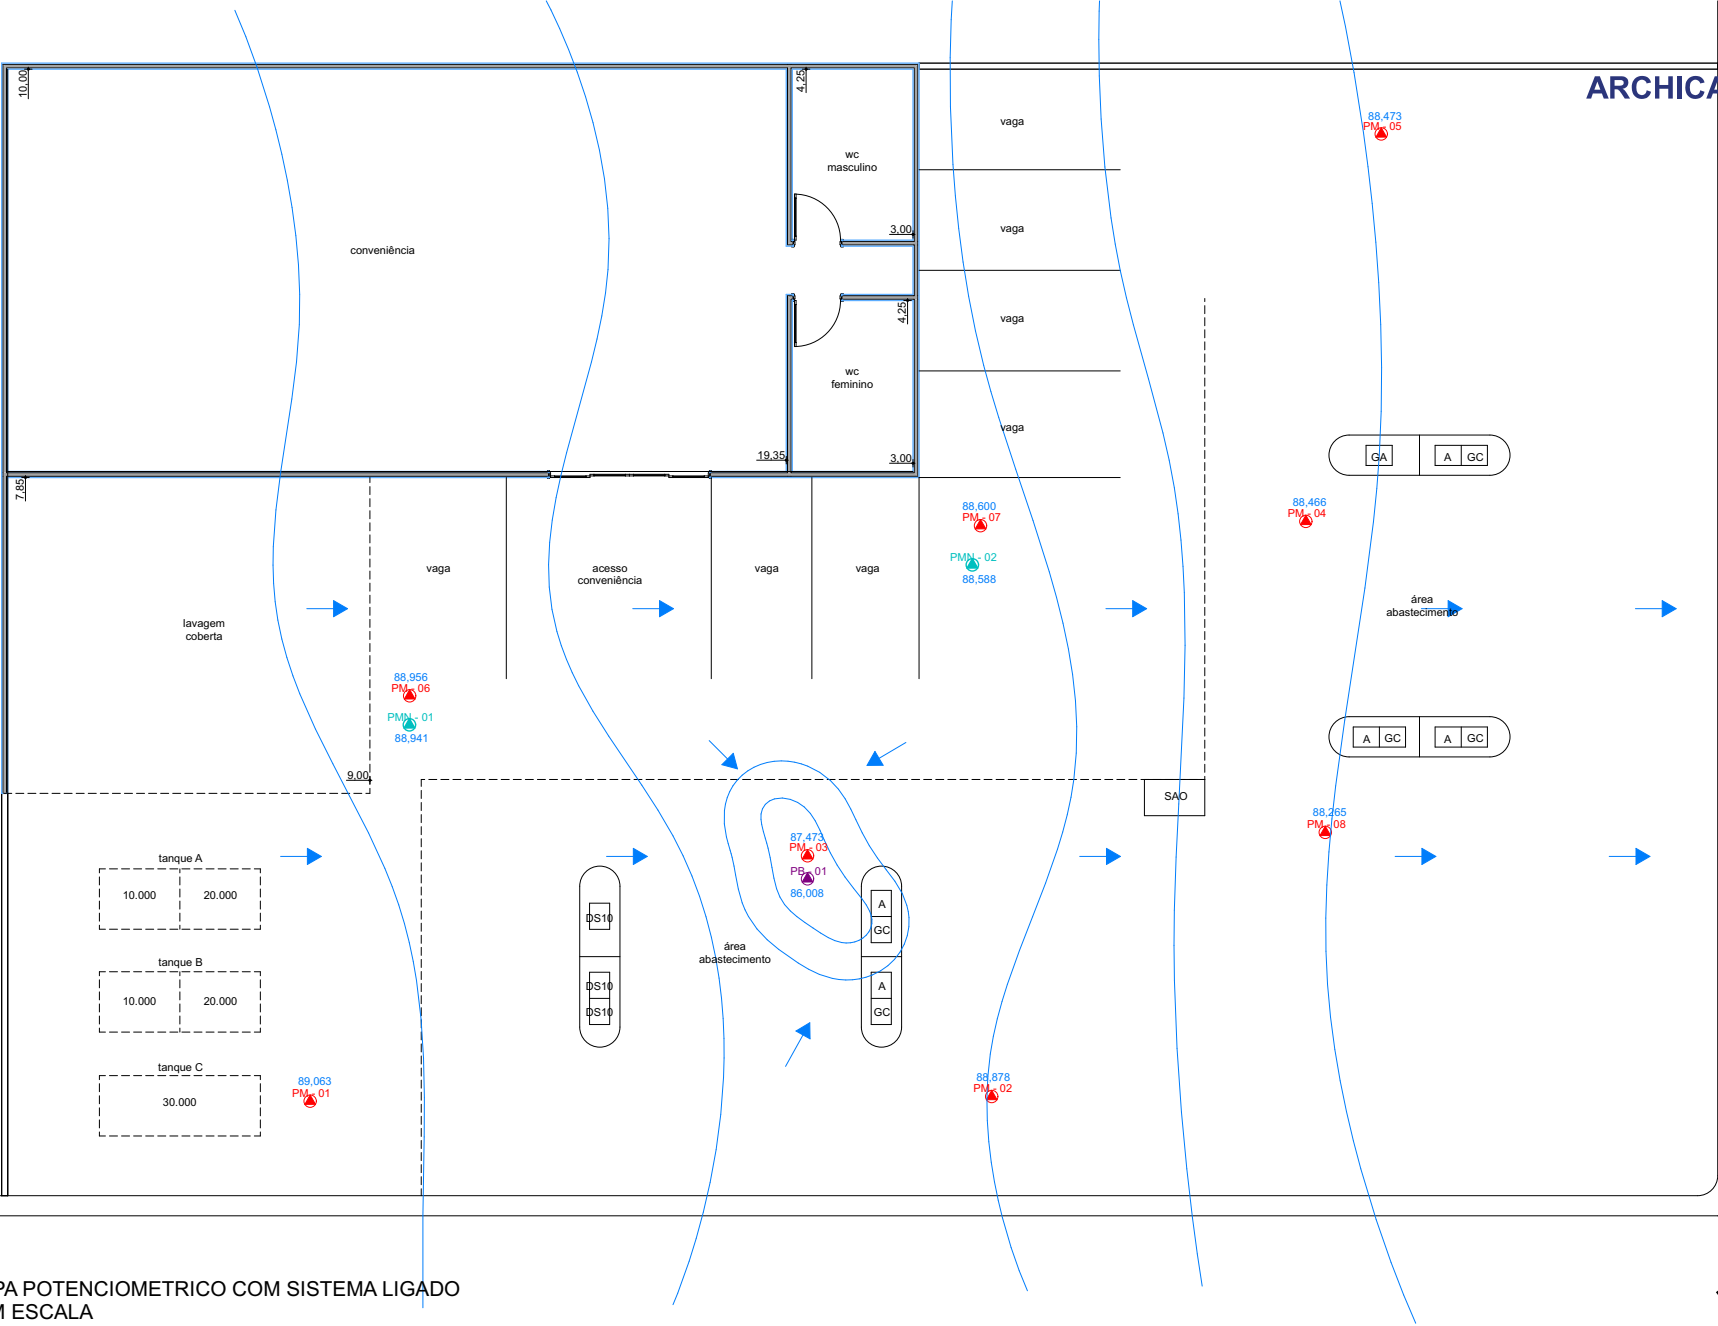 10,00
4,25
ARCHICA
88,473
PM - 05
vaga
wc
masculino
vaga
3,00
conveniência
4,25
vaga
wc
feminino
vaga
19,35
3,00
GA
A
GC
7,85
88,600
PM - 07
88,466
PM - 04
PMN - 02
88,588
vaga
acesso
conveniência
vaga
vaga
área
abastecimento
lavagem
coberta
88,956
PM - 06
PMN - 01
88,941
A
GC
A
GC
9,00
SAO
88,265
PM - 08
87,473
PM - 03
PB - 01
86,008
tanque A
10.000
20.000
DS10
A
GC
área
abastecimento
tanque B
10.000
20.000
DS10
DS10
A
GC
tanque C
30.000
89,063
PM - 01
88,878
PM - 02
PA POTENCIOMETRICO COM SISTEMA LIGADO
M ESCALA